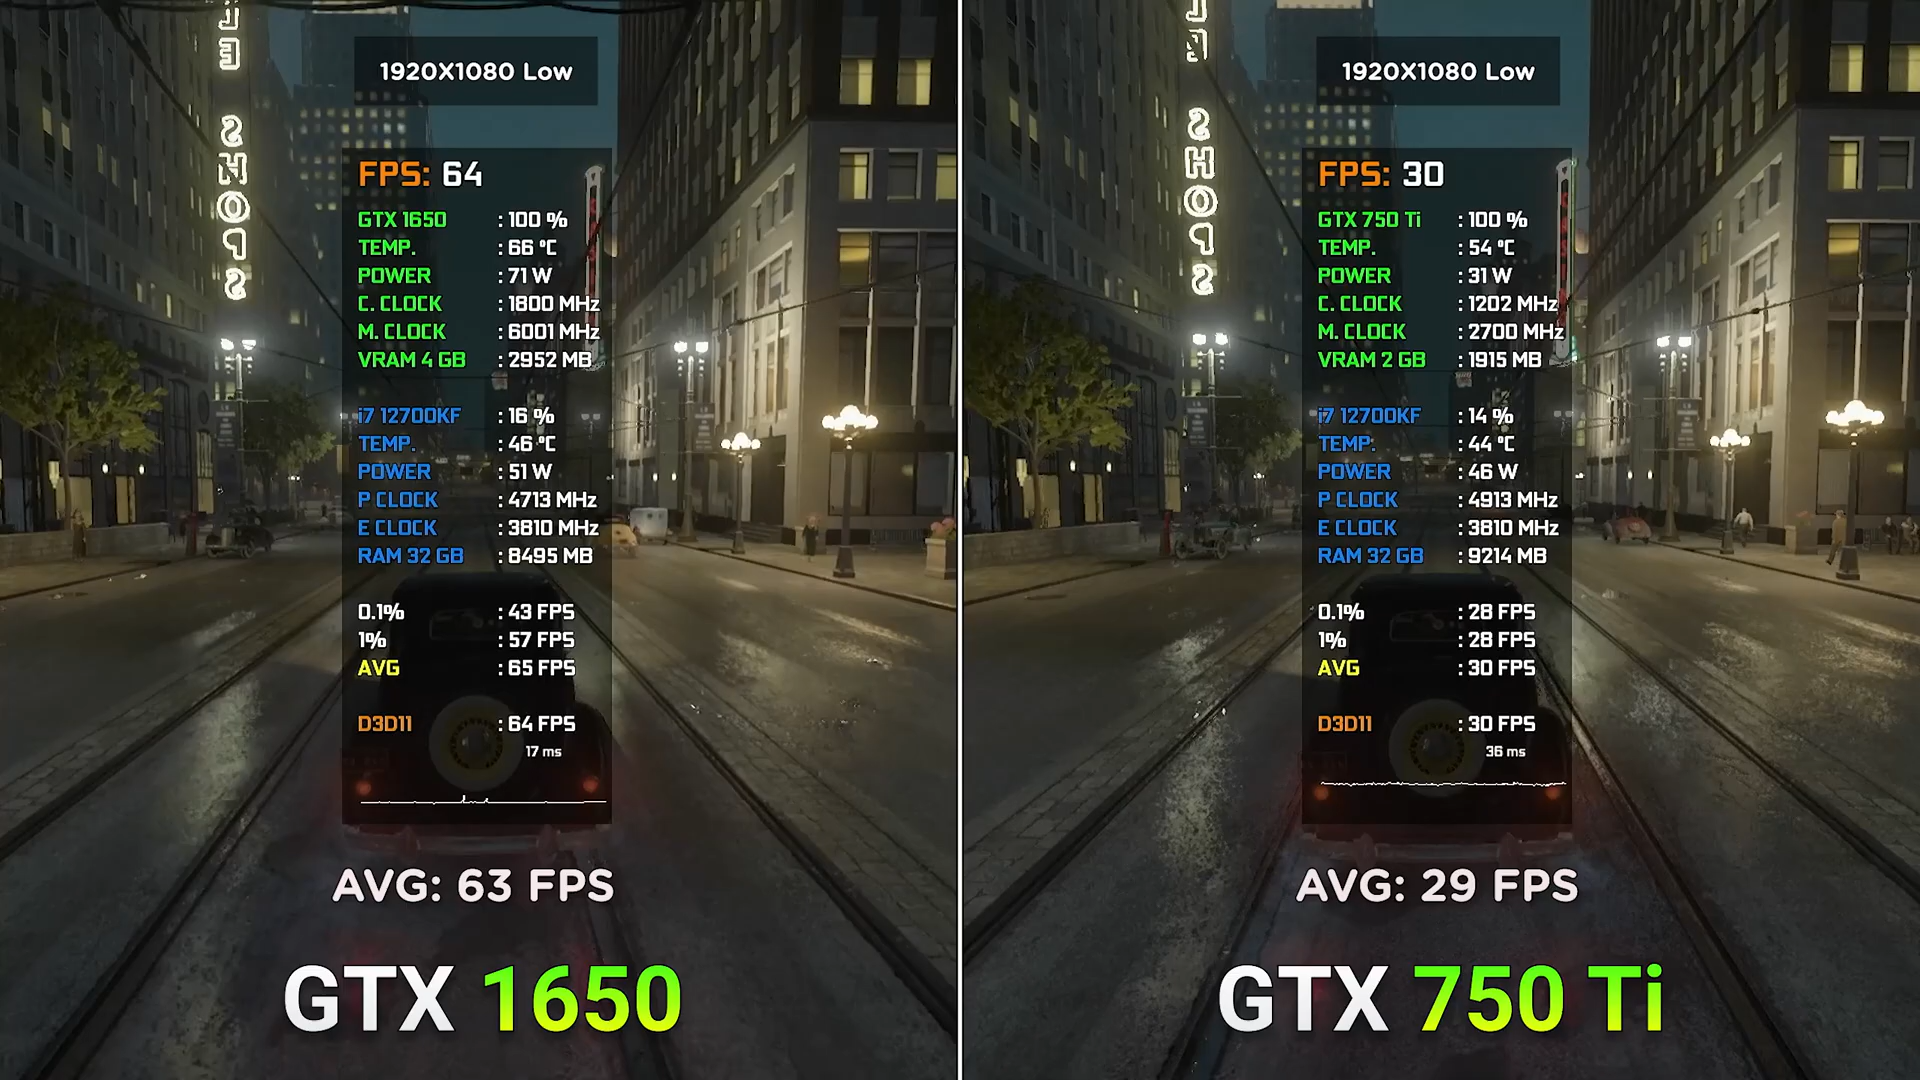 SHOPS
1920X1080 Low
FPS: 64
GTX 1650 : 100 %
TEMP. : 66 °C
POWER : 71 W
C. CLOCK : 1800 MHz
M. CLOCK : 6001 MHz
VRAM 4 GB : 2952 MB
i7 12700KF : 16 %
TEMP. : 46 °C
POWER : 51 W
P CLOCK : 4713 MHz
E CLOCK : 3810 MHz
RAM 32 GB : 8495 MB
0.1% : 43 FPS
1% : 57 FPS
AVG : 65 FPS
D3D11 : 64 FPS
17 ms
AVG: 63 FPS
GTX 1650
SHOPS
1920X1080 Low
FPS: 30
GTX 750 Ti : 100 %
TEMP. : 54 °C
POWER : 31 W
C. CLOCK : 1202 MHz
M. CLOCK : 2700 MHz
VRAM 2 GB : 1915 MB
i7 12700KF : 14 %
TEMP. : 44 °C
POWER : 46 W
P CLOCK : 4913 MHz
E CLOCK : 3810 MHz
RAM 32 GB : 9214 MB
0.1% : 28 FPS
1% : 28 FPS
AVG : 30 FPS
D3D11 : 30 FPS
36 ms
AVG: 29 FPS
GTX 750 Ti